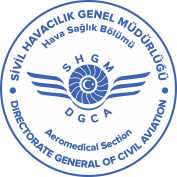 SİVİL HAVACILIK GENEL MÜDÜRLÜĞÜ
Hava Sağlık Bölümü
SHGM
DGCA
Aeromedical Section
DIRECTORATE GENERAL OF CIVIL AVIATION